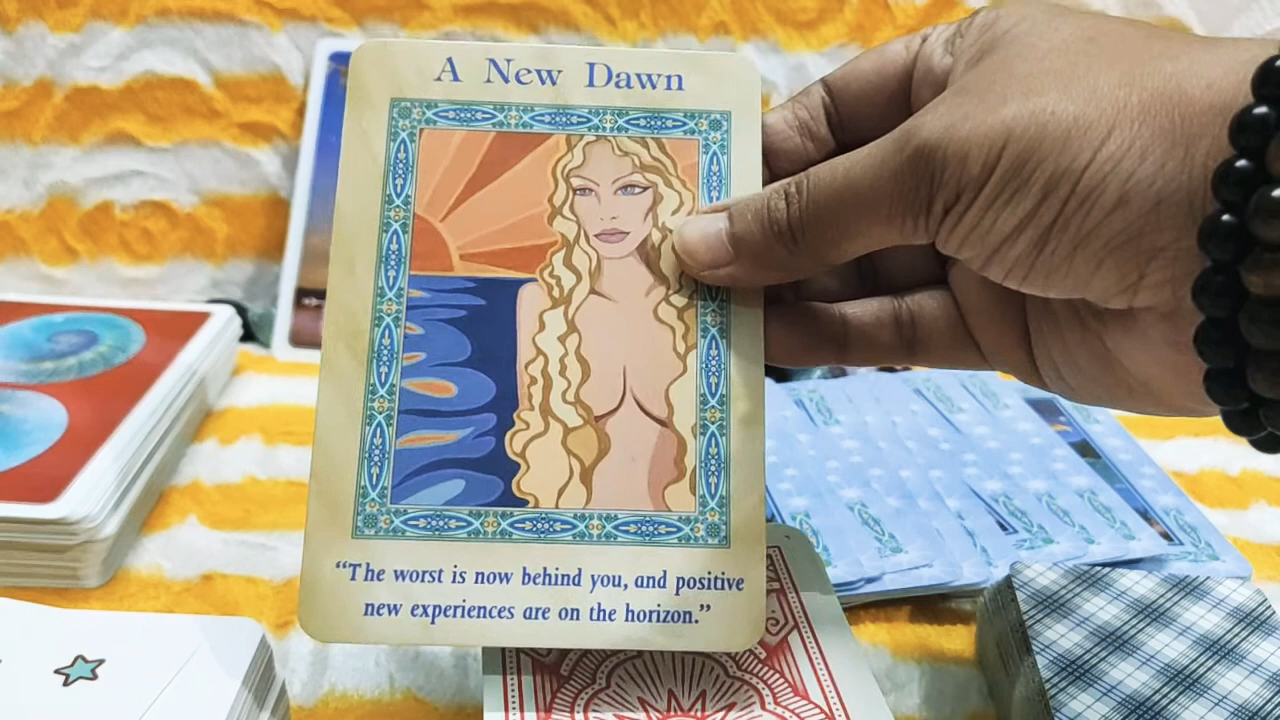 A New Dawn
“The worst is now behind you, and positive
new experiences are on the horizon.”